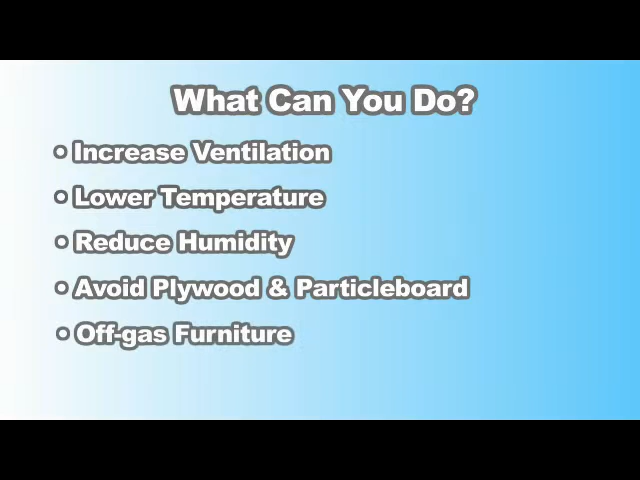 What Can You Do?
• Increase Ventilation
• Lower Temperature
• Reduce Humidity
• Avoid Plywood & Particleboard
• Off-gas Furniture